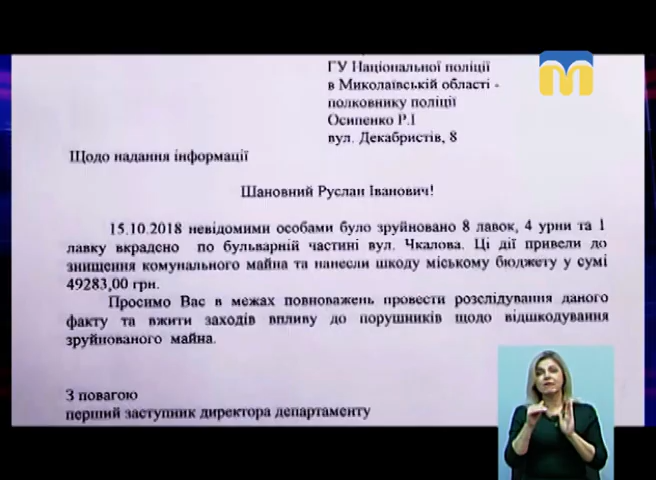 ГУ Національної поліції
в Миколаївській області -
полковнику поліції
Осипенко Р.І
вул. Декабристів, 8
Щодо надання інформації
Шановний Руслан Іванович!
15.10.2018 невідомими особами було зруйновано 8 лавок, 4 урни та 1
лавку вкрадено по бульварній частині вул. Чкалова. Ці дії привели до
знищення комунального майна та нанесли шкоду міському бюджету у сумі
49283,00 грн.
Просимо Вас в межах повноважень провести розслідування даного
факту та вжити заходів впливу до порушників щодо відшкодування
зруйнованого майна.
З повагою
перший заступник директора департаменту